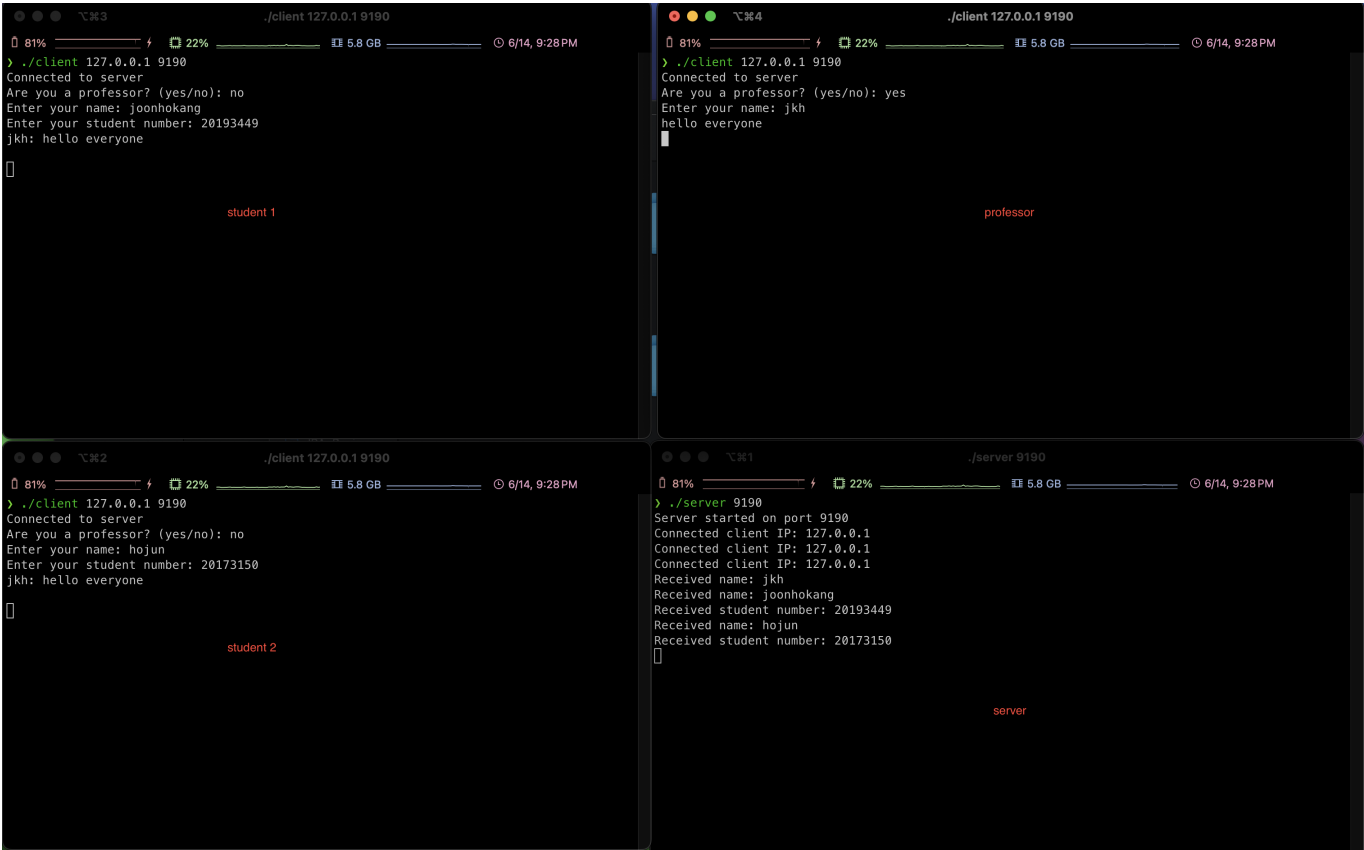 ⌥⌘3 ./client 127.0.0.1 9190
81% 22% 5.8 GB 6/14, 9:28 PM
❯ ./client 127.0.0.1 9190
Connected to server
Are you a professor? (yes/no): no
Enter your name: joonhokang
Enter your student number: 20193449
jkh: hello everyone
student 1
⌥⌘4 ./client 127.0.0.1 9190
81% 22% 5.8 GB 6/14, 9:28 PM
❯ ./client 127.0.0.1 9190
Connected to server
Are you a professor? (yes/no): yes
Enter your name: jkh
hello everyone
professor
⌥⌘2 ./client 127.0.0.1 9190
81% 22% 5.8 GB 6/14, 9:28 PM
❯ ./client 127.0.0.1 9190
Connected to server
Are you a professor? (yes/no): no
Enter your name: hojun
Enter your student number: 20173150
jkh: hello everyone
student 2
⌥⌘1 ./server 9190
81% 22% 5.8 GB 6/14, 9:28 PM
❯ ./server 9190
Server started on port 9190
Connected client IP: 127.0.0.1
Connected client IP: 127.0.0.1
Connected client IP: 127.0.0.1
Received name: jkh
Received name: joonhokang
Received student number: 20193449
Received name: hojun
Received student number: 20173150
server